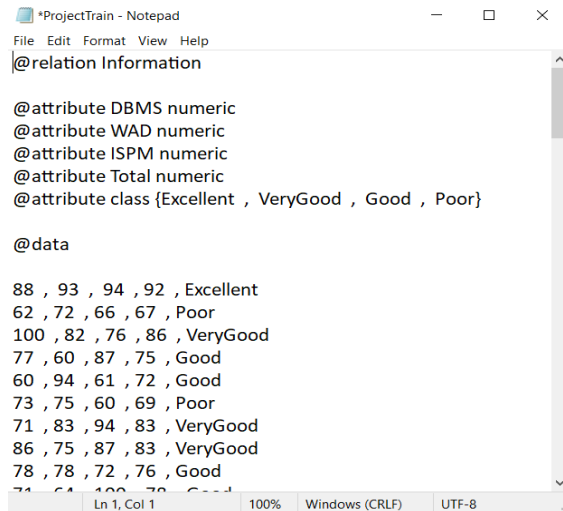 *ProjectTrain - Notepad
File Edit Format View Help
@relation Information
@attribute DBMS numeric
@attribute WAD numeric
@attribute ISPM numeric
@attribute Total numeric
@attribute class {Excellent , VeryGood , Good , Poor}
@data
88 , 93 , 94 , 92 , Excellent
62 , 72 , 66 , 67 , Poor
100 , 82 , 76 , 86 , VeryGood
77 , 60 , 87 , 75 , Good
60 , 94 , 61 , 72 , Good
73 , 75 , 60 , 69 , Poor
71 , 83 , 94 , 83 , VeryGood
86 , 75 , 87 , 83 , VeryGood
78 , 78 , 72 , 76 , Good
Ln 1, Col 1 100% Windows (CRLF) UTF-8